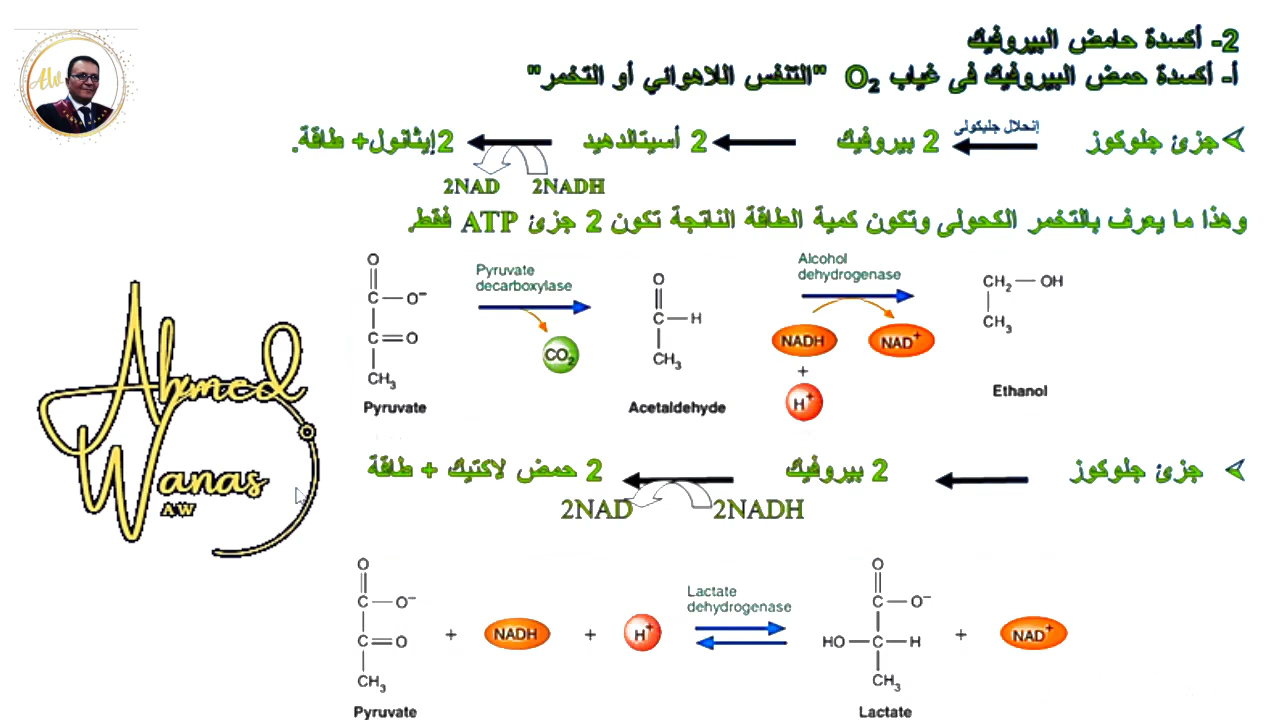 2- أكسدة حامض البيروفيك
أ- أكسدة حمض البيروفيك فى غياب O₂ "التنفس اللاهوائي أو التخمر"
جزئ جلوكوز إنحلال جليكولى 2 بيروفيك 2 أسيتالدهيد 2إيثانول+ طاقة.
2NAD 2NADH
وهذا ما يعرف بالتخمر الكحولى وتكون كمية الطاقة الناتجة تكون 2 جزئ ATP فقط.
Pyruvate decarboxylase
Alcohol dehydrogenase
O
C—O⁻
C=O
CH₃
Pyruvate
CO₂
O
C—H
CH₃
Acetaldehyde
NADH
+
H⁺
NAD⁺
CH₂—OH
CH₃
Ethanol
Ahmed
Wanas
AW
جزئ جلوكوز 2 بيروفيك 2 حمض لاكتيك + طاقة
2NAD 2NADH
O
C—O⁻
C=O
CH₃
Pyruvate
+ NADH + H⁺
Lactate dehydrogenase
O
C—O⁻
HO—C—H
CH₃
Lactate
+ NAD⁺
AW